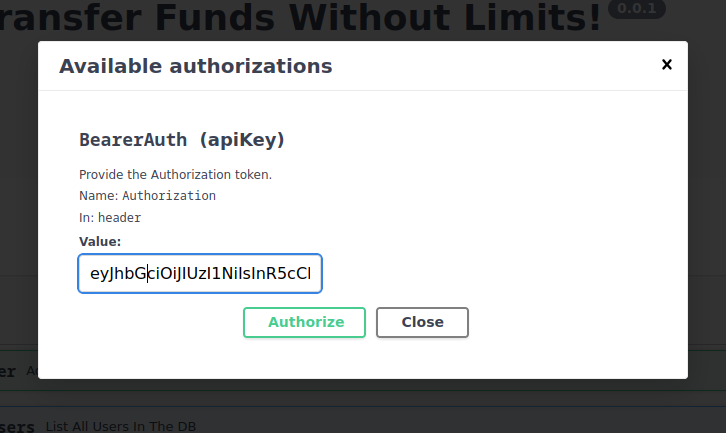 ransfer Funds Without Limits! 0.0.1
Available authorizations
BearerAuth (apiKey)
Provide the Authorization token.
Name: Authorization
In: header
Value:
eyJhbGciOiJIUzI1NiIsInR5cCI
Authorize Close
er
sers List All Users In The DB